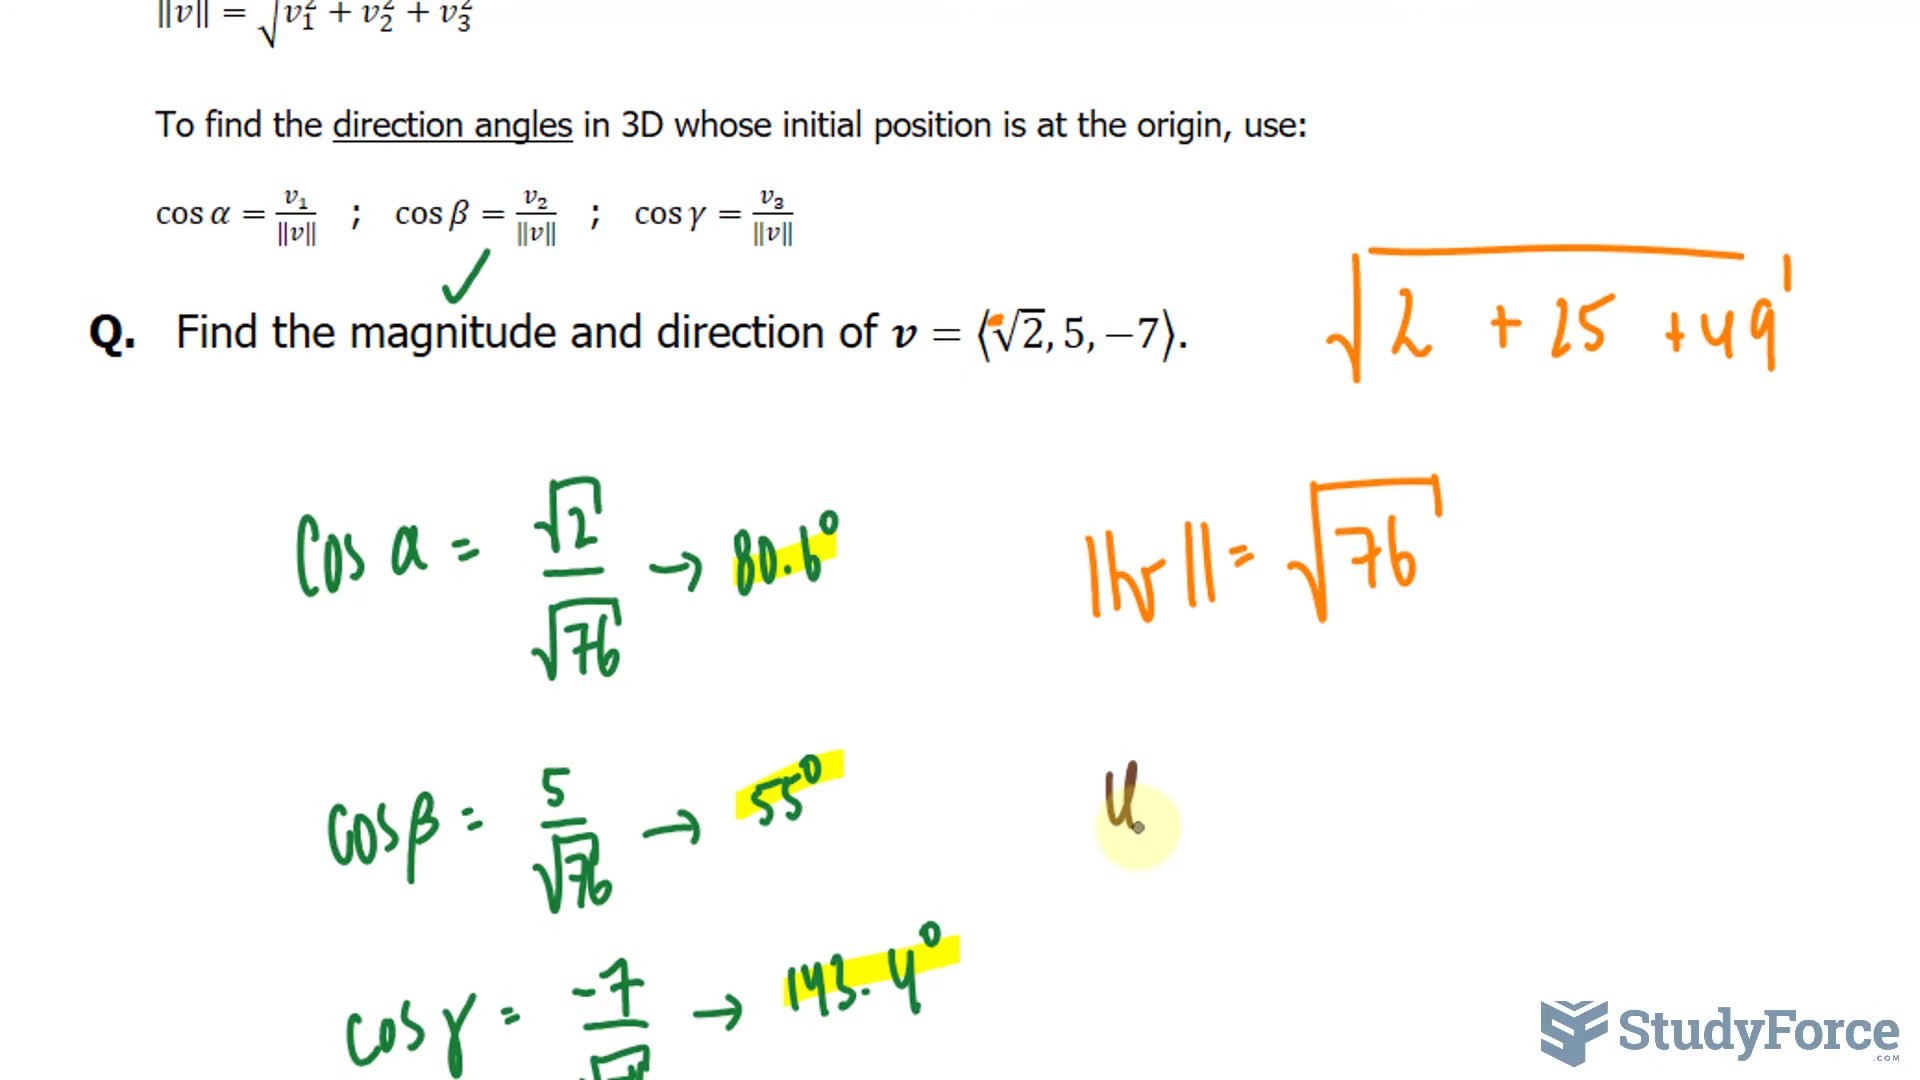 ‖v‖ = √v₁² + v₂² + v₃²
To find the direction angles in 3D whose initial position is at the origin, use:
cos α = v₁/‖v‖ ; cos β = v₂/‖v‖ ; cos γ = v₃/‖v‖
Q. Find the magnitude and direction of v = ⟨√2, 5, −7⟩.
√2 + 25 + 49
Cos α = √2/√76 → 80.6°
||v|| = √76
cos β = 5/√76 → 55°
u
cos γ = -7/√ → 143.4°
StudyForce
.COM